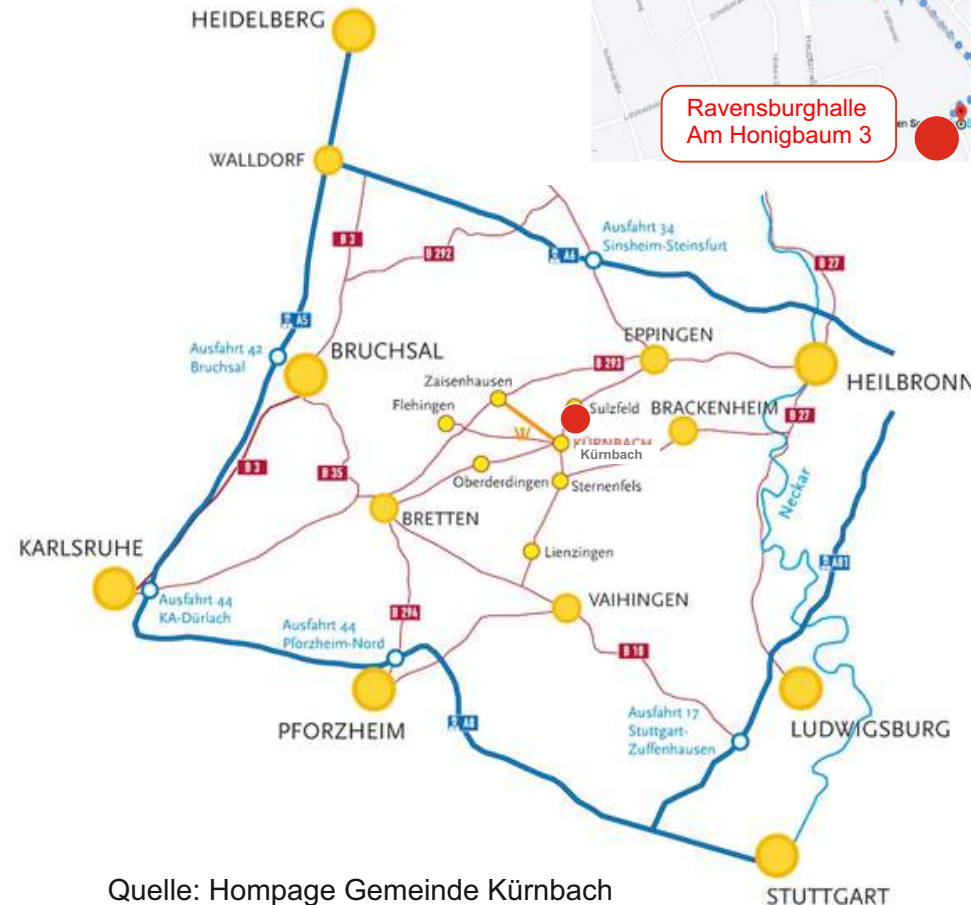 HEIDELBERG
WALLDORF
Ravensburghalle
Am Honigbaum 3
B 3
B 292
A6
Ausfahrt 34
Sinsheim-Steinsfurt
B 27
A5
Ausfahrt 42
Bruchsal
BRUCHSAL
EPPINGEN
B 293
HEILBRONN
Zaisenhausen
Flehingen
Sulzfeld
BRACKENHEIM
B 27
KÜRNBACH
Kürnbach
B 3
B 35
Oberderdingen
Sternenfels
Neckar
BRETTEN
KARLSRUHE
Lienzingen
A81
Ausfahrt 44
KA-Dürlach
B 294
VAIHINGEN
Ausfahrt 44
Pforzheim-Nord
B 10
PFORZHEIM
A8
Ausfahrt 17
Stuttgart-
Zuffenhausen
LUDWIGSBURG
Quelle: Hompage Gemeinde Kürnbach
STUTTGART